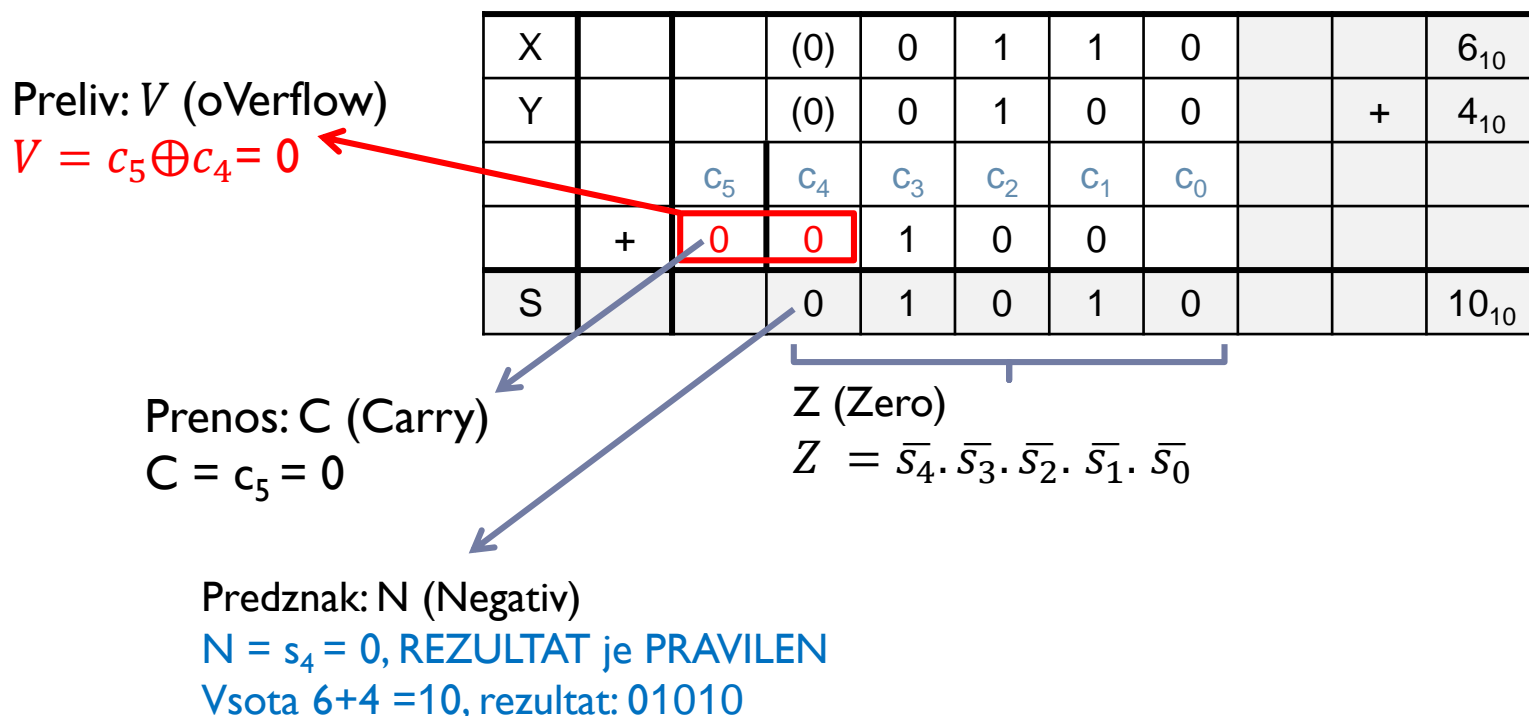 X (0) 0 1 1 0 6₁₀
Preliv: V (oVerflow)
Y (0) 0 1 0 0 + 4₁₀
V = c₅⊕c₄= 0
c₅ c₄ c₃ c₂ c₁ c₀
+ 0 0 1 0 0
S 0 1 0 1 0 10₁₀
Prenos: C (Carry)
C = c₅ = 0
Z (Zero)
Z = s̅₄. s̅₃. s̅₂. s̅₁. s̅₀
Predznak: N (Negativ)
N = s₄ = 0, REZULTAT je PRAVILEN
Vsota 6+4 =10, rezultat: 01010